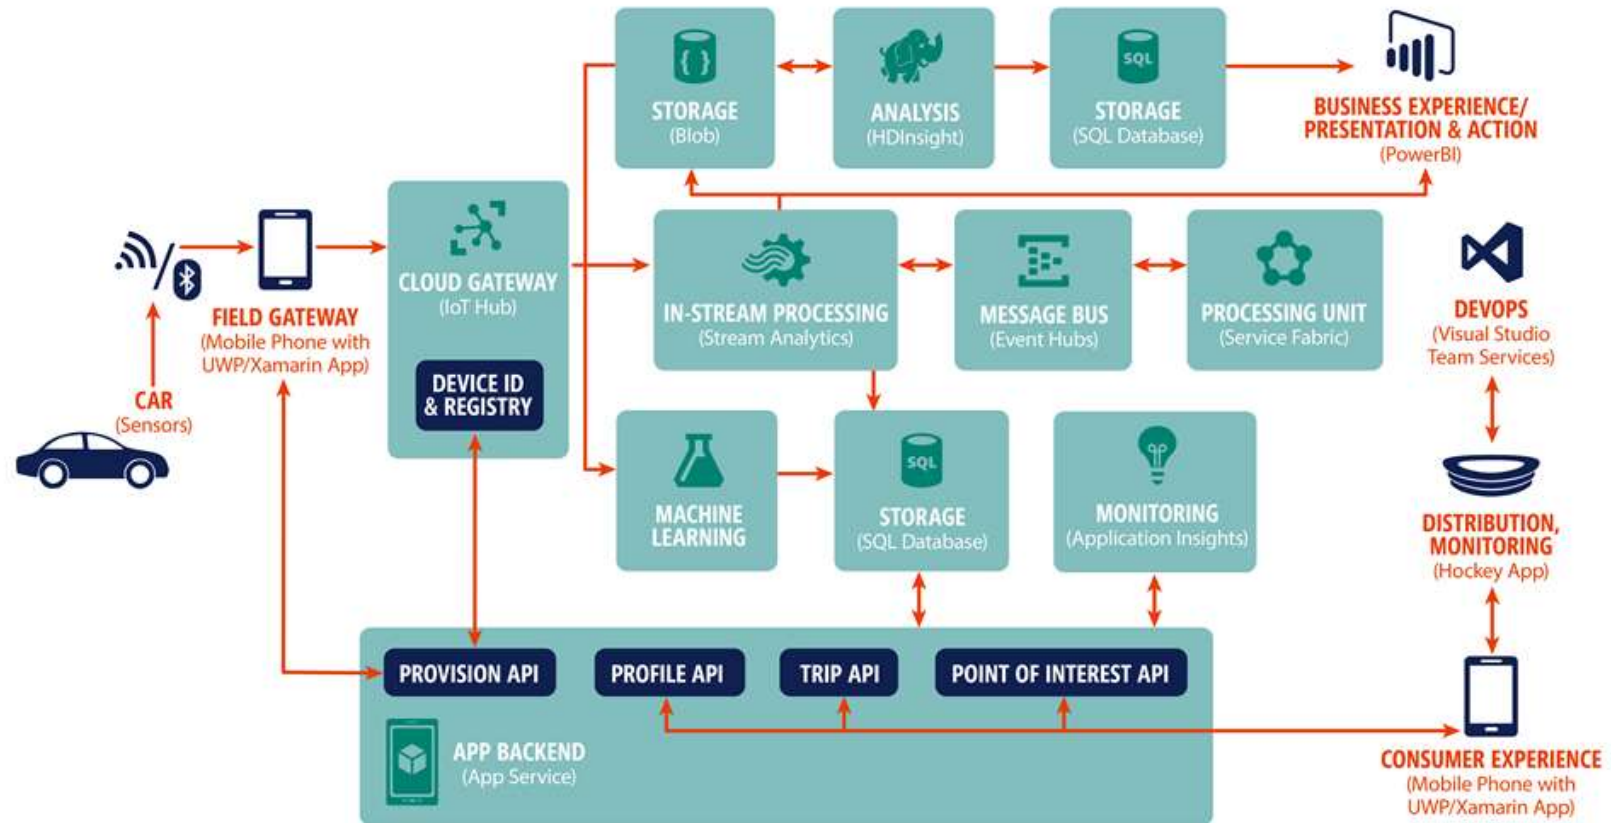 STORAGE
(Blob)
ANALYSIS
(HDInsight)
SQL
STORAGE
(SQL Database)
BUSINESS EXPERIENCE/
PRESENTATION & ACTION
(PowerBI)
CLOUD GATEWAY
(IoT Hub)
DEVICE ID
& REGISTRY
FIELD GATEWAY
(Mobile Phone with
UWP/Xamarin App)
CAR
(Sensors)
IN-STREAM PROCESSING
(Stream Analytics)
MESSAGE BUS
(Event Hubs)
PROCESSING UNIT
(Service Fabric)
DEVOPS
(Visual Studio
Team Services)
MACHINE
LEARNING
SQL
STORAGE
(SQL Database)
MONITORING
(Application Insights)
DISTRIBUTION,
MONITORING
(Hockey App)
PROVISION API
PROFILE API
TRIP API
POINT OF INTEREST API
APP BACKEND
(App Service)
CONSUMER EXPERIENCE
(Mobile Phone with
UWP/Xamarin App)